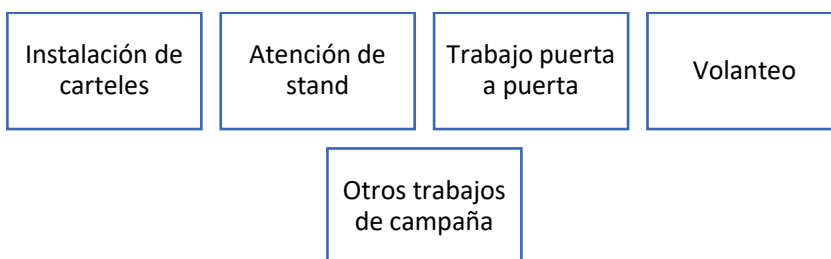 Instalación de
carteles
Atención de
stand
Trabajo puerta
a puerta
Volanteo
Otros trabajos
de campaña